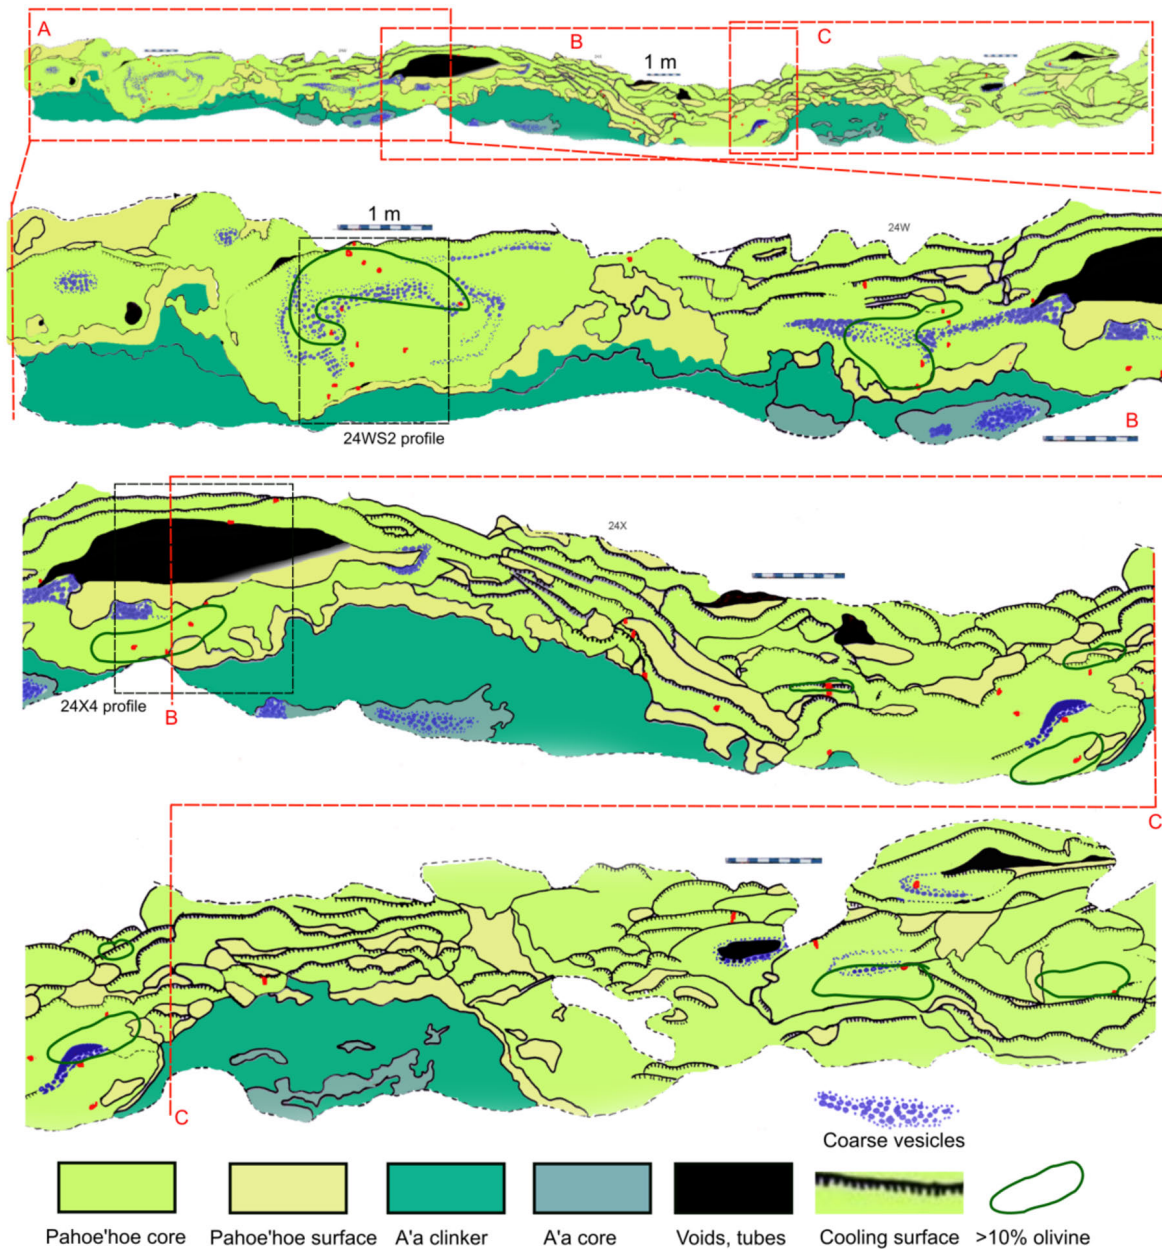 A
B
C
1 m
1 m
24W
24WS2 profile
B
24X
24X4 profile
B
C
C
Coarse vesicles
Pahoe'hoe core
Pahoe'hoe surface
A'a clinker
A'a core
Voids, tubes
Cooling surface
>10% olivine